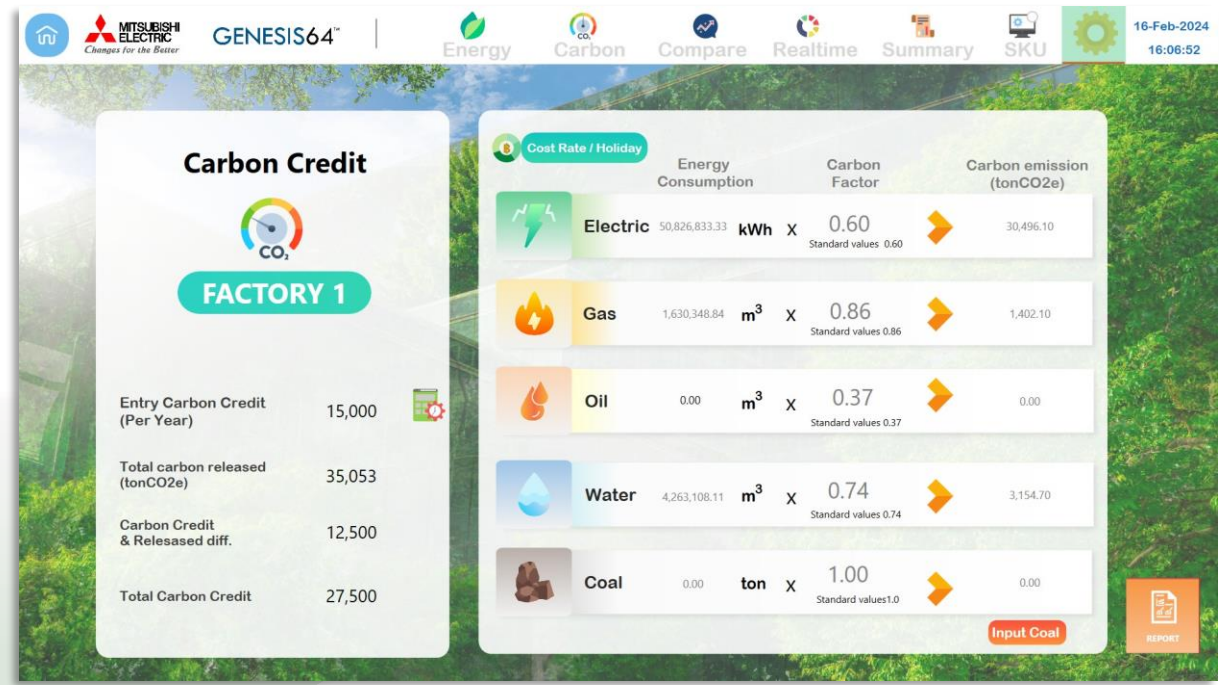 MITSUBISHI
ELECTRIC
Changes for the Better
GENESIS64™
Energy
Carbon
Compare
Realtime
Summary
SKU
16-Feb-2024
16:06:52
Carbon Credit
CO₂
FACTORY 1
Entry Carbon Credit
(Per Year)
15,000
Total carbon released
(tonCO2e)
35,053
Carbon Credit
& Relesased diff.
12,500
Total Carbon Credit
27,500
Cost Rate / Holiday
Energy
Consumption
Carbon
Factor
Carbon emission
(tonCO2e)
Electric 50,826,833.33 kWh X 0.60 30,496.10
Standard values 0.60
Gas 1,630,348.84 m³ X 0.86 1,402.10
Standard values 0.86
Oil 0.00 m³ X 0.37 0.00
Standard values 0.37
Water 4,263,108.11 m³ X 0.74 3,154.70
Standard values 0.74
Coal 0.00 ton X 1.00 0.00
Standard values1.0
Input Coal
REPORT